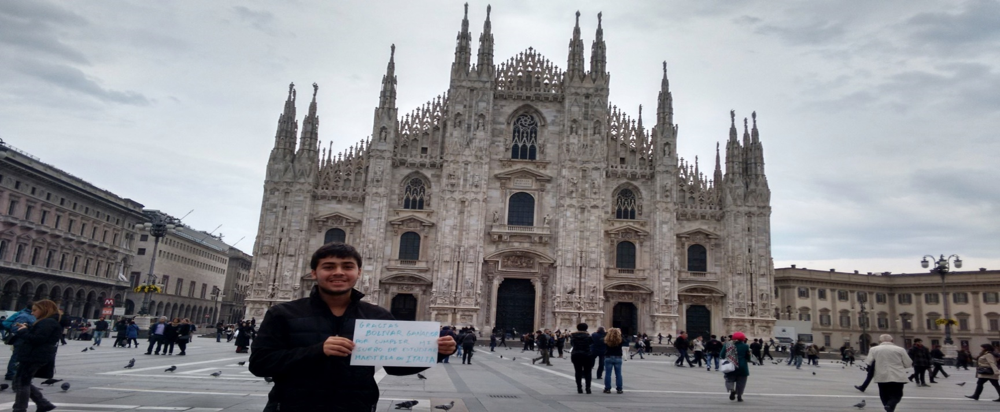 GRACIAS
BOLIVAR GANADOR
POR CUMPLIR MI
SUEÑO DE ESTUDIAR
MAESTRIA EN ITALIA
M